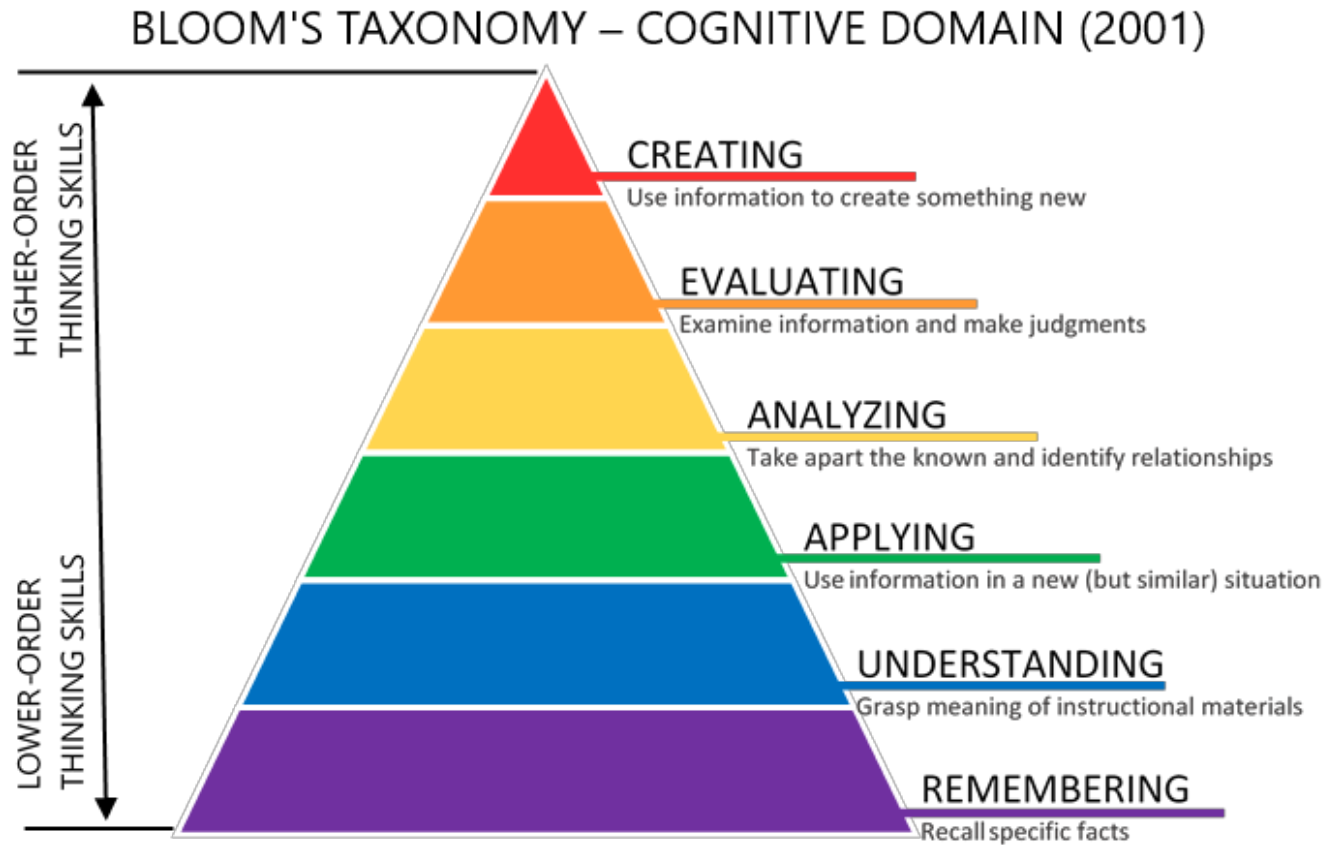 BLOOM'S TAXONOMY – COGNITIVE DOMAIN (2001)
HIGHER-ORDER
THINKING SKILLS
LOWER-ORDER
THINKING SKILLS
CREATING
Use information to create something new
EVALUATING
Examine information and make judgments
ANALYZING
Take apart the known and identify relationships
APPLYING
Use information in a new (but similar) situation
UNDERSTANDING
Grasp meaning of instructional materials
REMEMBERING
Recall specific facts